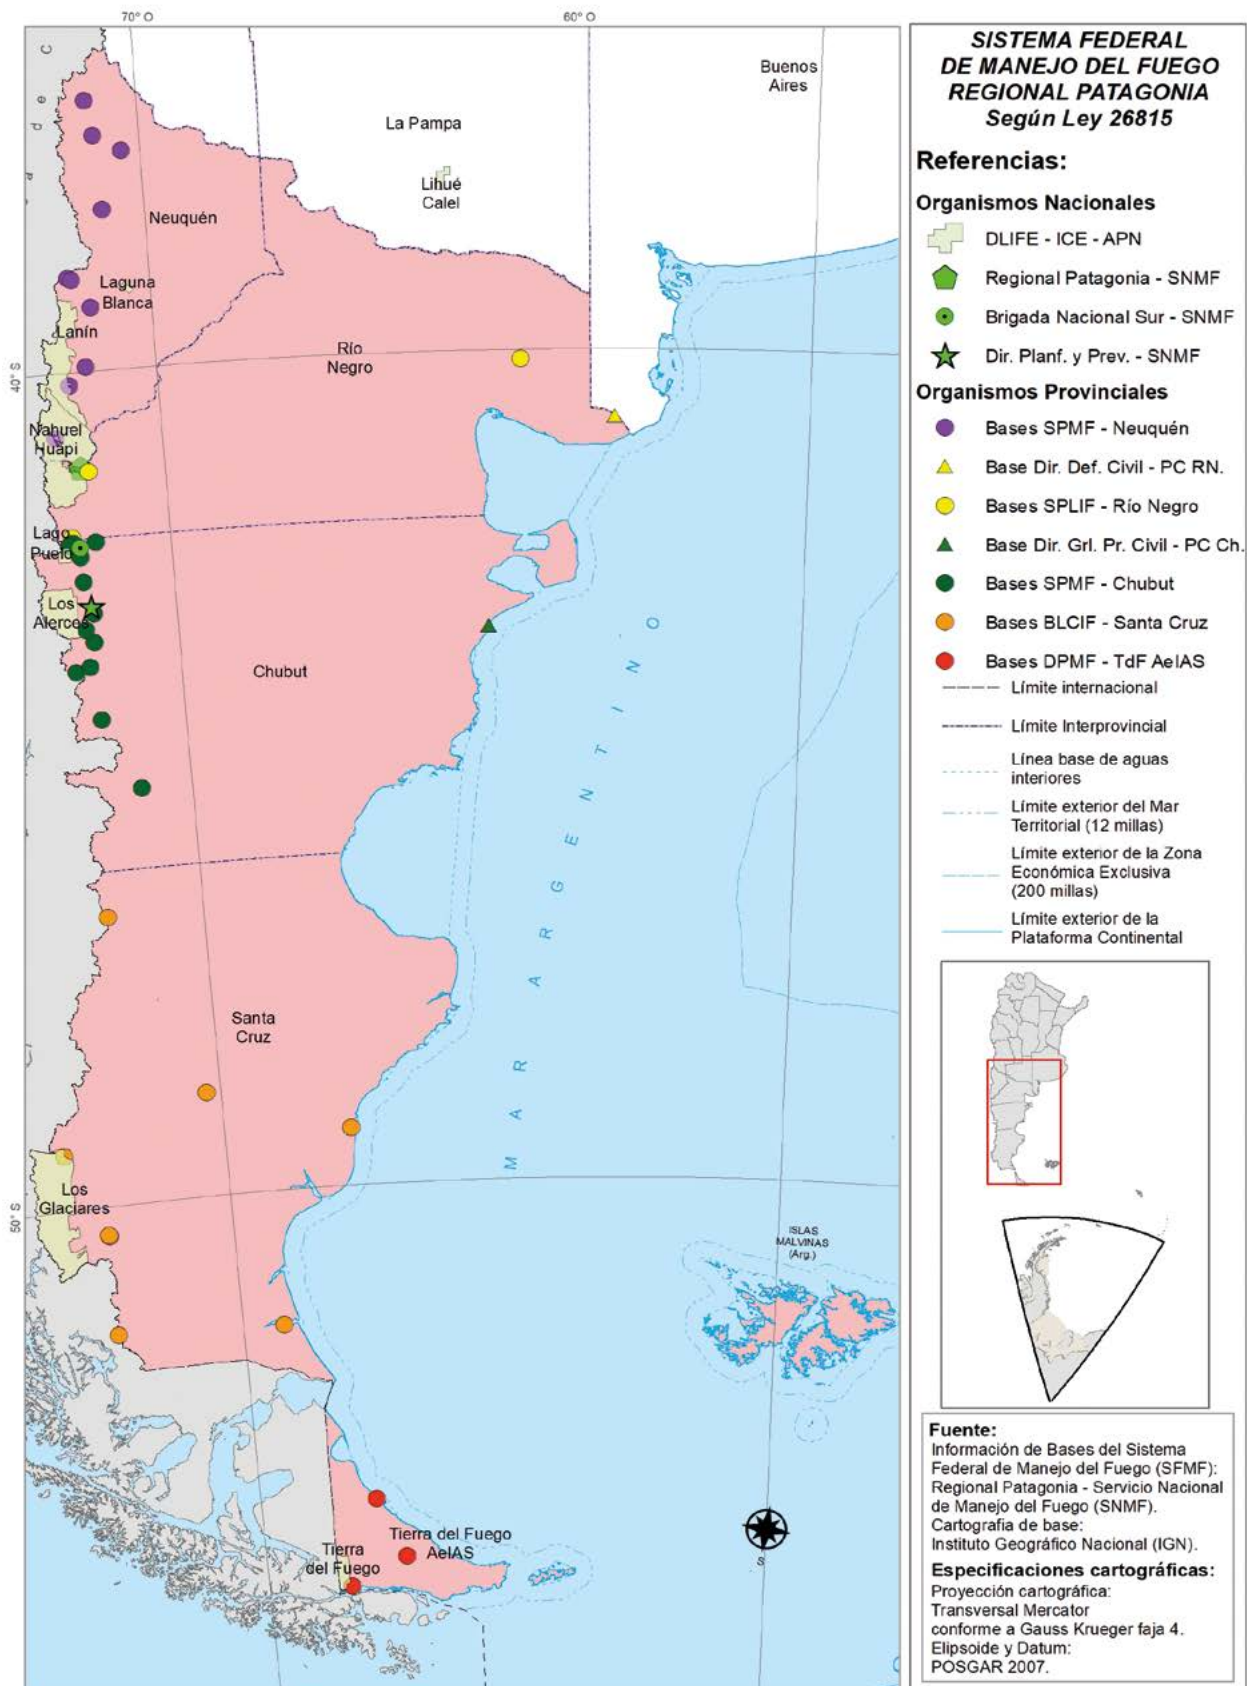 70° O
60° O
C
d e
d
a
Buenos
Aires
La Pampa
Lihué
Calel
Neuquén
Laguna
Blanca
Lanín
Río
Negro
40° S
Nahuel
Huapi
Lago
Puelo
Los
Alerces
Chubut
MAR ARGENTINO
Santa
Cruz
50° S
Los
Glaciares
ISLAS
MALVINAS
(Arg.)
Tierra del Fuego
AeIAS
Tierra
del Fuego
S
SISTEMA FEDERAL
DE MANEJO DEL FUEGO
REGIONAL PATAGONIA
Según Ley 26815
Referencias:
Organismos Nacionales
DLIFE - ICE - APN
Regional Patagonia - SNMF
Brigada Nacional Sur - SNMF
Dir. Planf. y Prev. - SNMF
Organismos Provinciales
Bases SPMF - Neuquén
Base Dir. Def. Civil - PC RN.
Bases SPLIF - Río Negro
Base Dir. Grl. Pr. Civil - PC Ch.
Bases SPMF - Chubut
Bases BLCIF - Santa Cruz
Bases DPMF - TdF AeIAS
Límite internacional
Límite Interprovincial
Línea base de aguas
interiores
Límite exterior del Mar
Territorial (12 millas)
Límite exterior de la Zona
Económica Exclusiva
(200 millas)
Límite exterior de la
Plataforma Continental
Fuente:
Información de Bases del Sistema
Federal de Manejo del Fuego (SFMF):
Regional Patagonia - Servicio Nacional
de Manejo del Fuego (SNMF).
Cartografia de base:
Instituto Geográfico Nacional (IGN).
Especificaciones cartográficas:
Proyección cartográfica:
Transversal Mercator
conforme a Gauss Krueger faja 4.
Elipsoide y Datum:
POSGAR 2007.